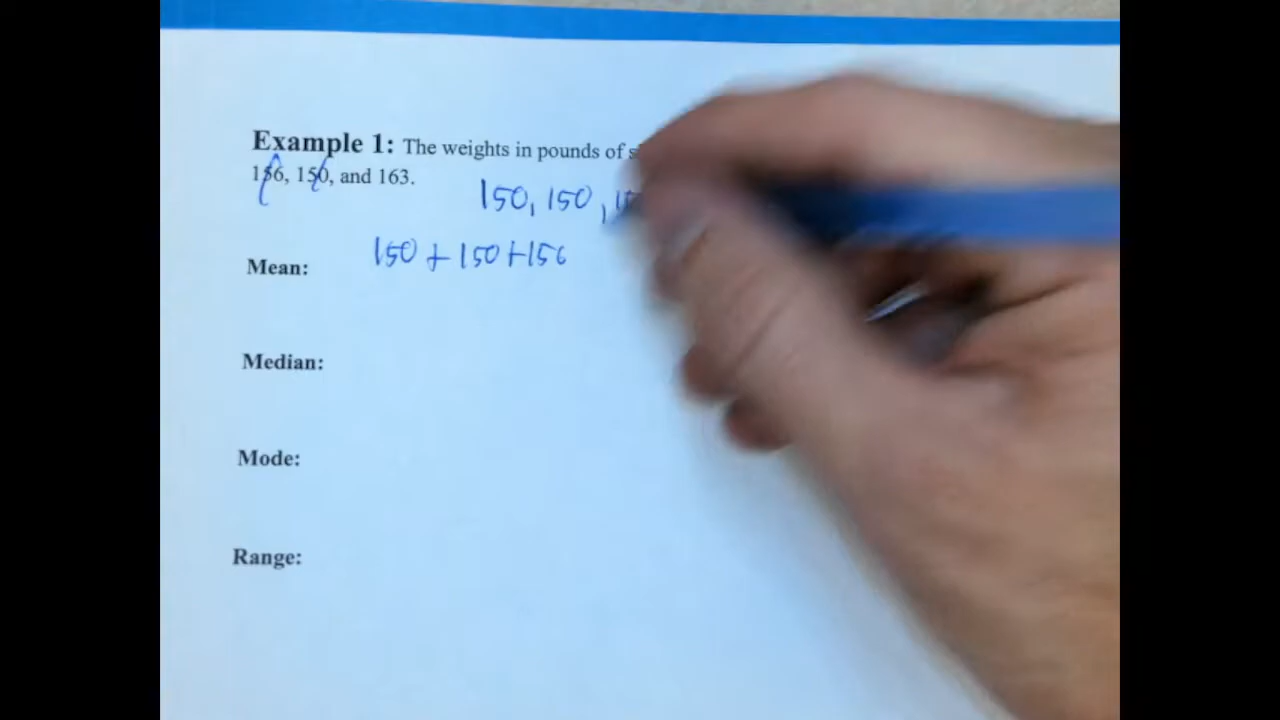 Example 1: The weights in pounds of
156, 150, and 163.
150, 150,
Mean: 150 + 150 + 156
Median:
Mode:
Range: